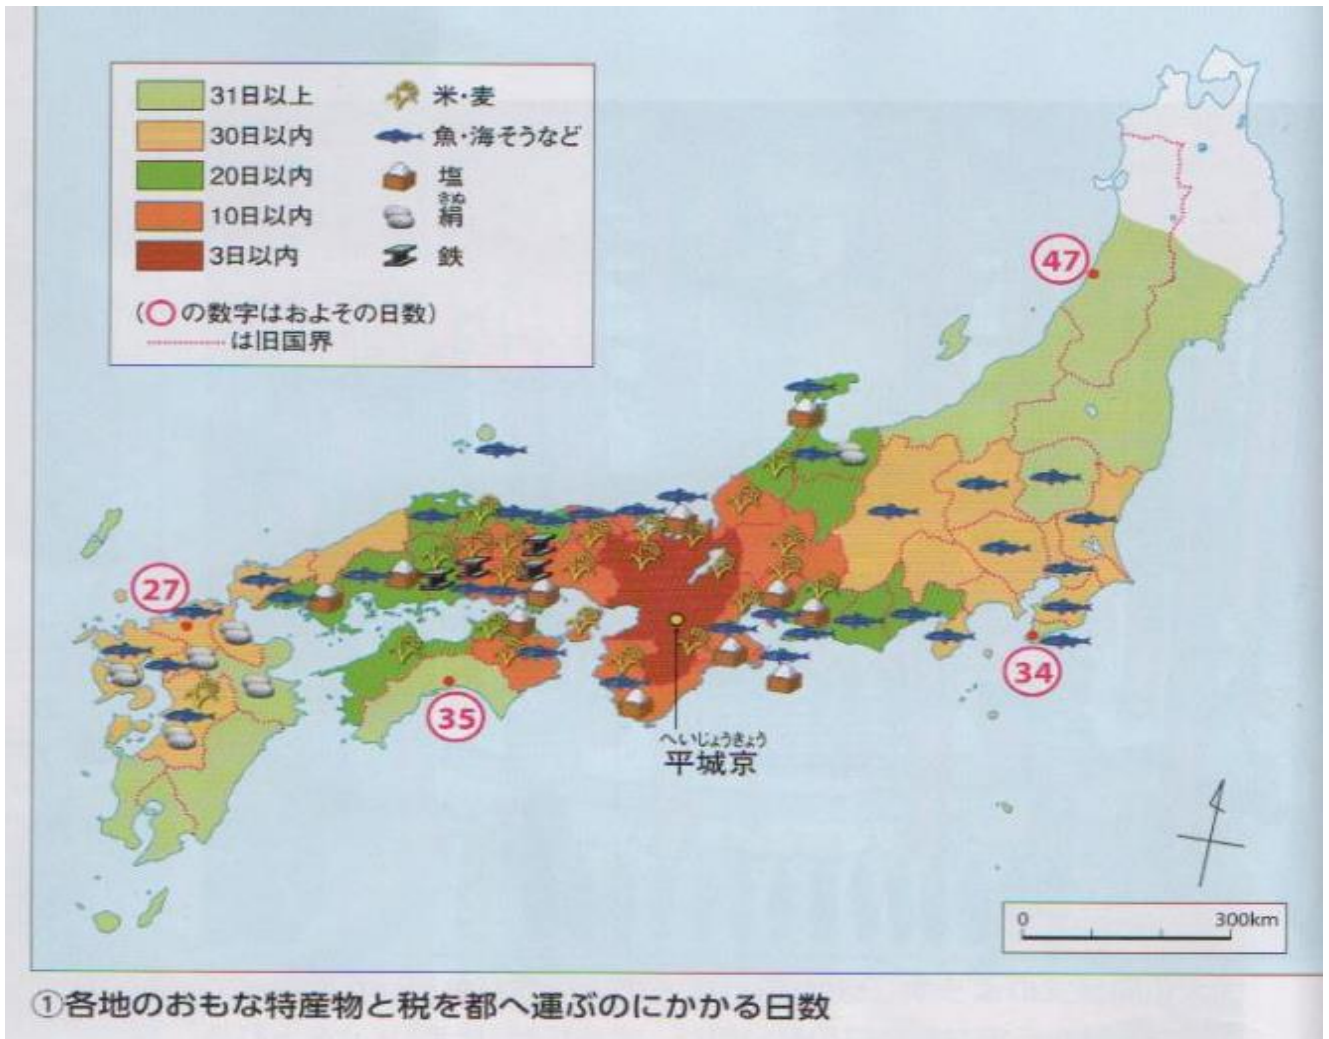 31日以上
米・麦
30日以内
魚・海そうなど
20日以内
塩
10日以内
きぬ
絹
3日以内
鉄
(○の数字はおよその日数)
は旧国界
47
27
34
35
へいじょうきょう
平城京
0
300km
①各地のおもな特産物と税を都へ運ぶのにかかる日数